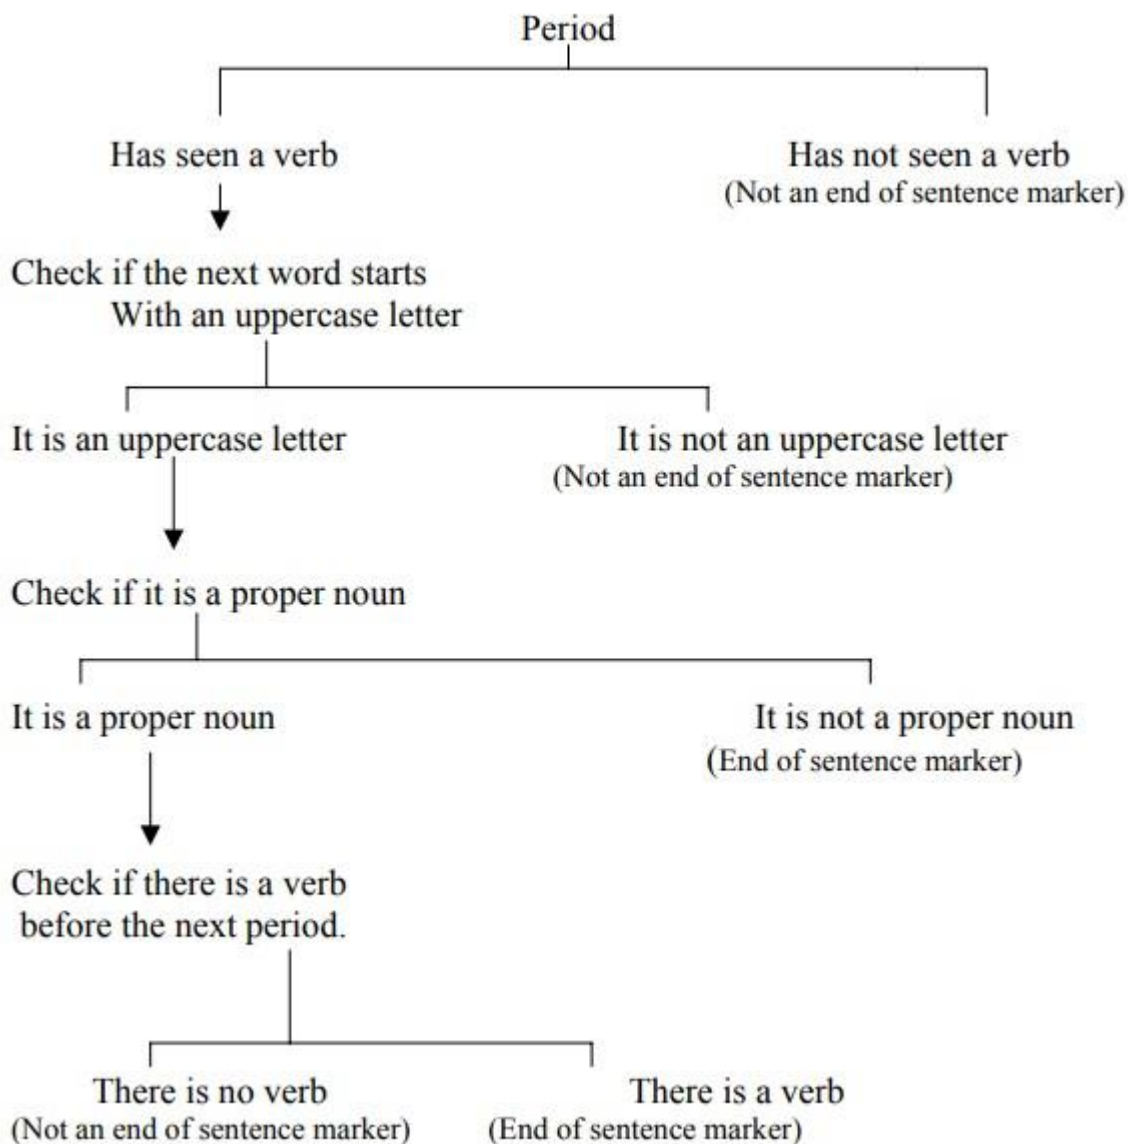 Period
Has seen a verb
Has not seen a verb
(Not an end of sentence marker)
Check if the next word starts
With an uppercase letter
It is an uppercase letter
It is not an uppercase letter
(Not an end of sentence marker)
Check if it is a proper noun
It is a proper noun
It is not a proper noun
(End of sentence marker)
Check if there is a verb
before the next period.
There is no verb
(Not an end of sentence marker)
There is a verb
(End of sentence marker)